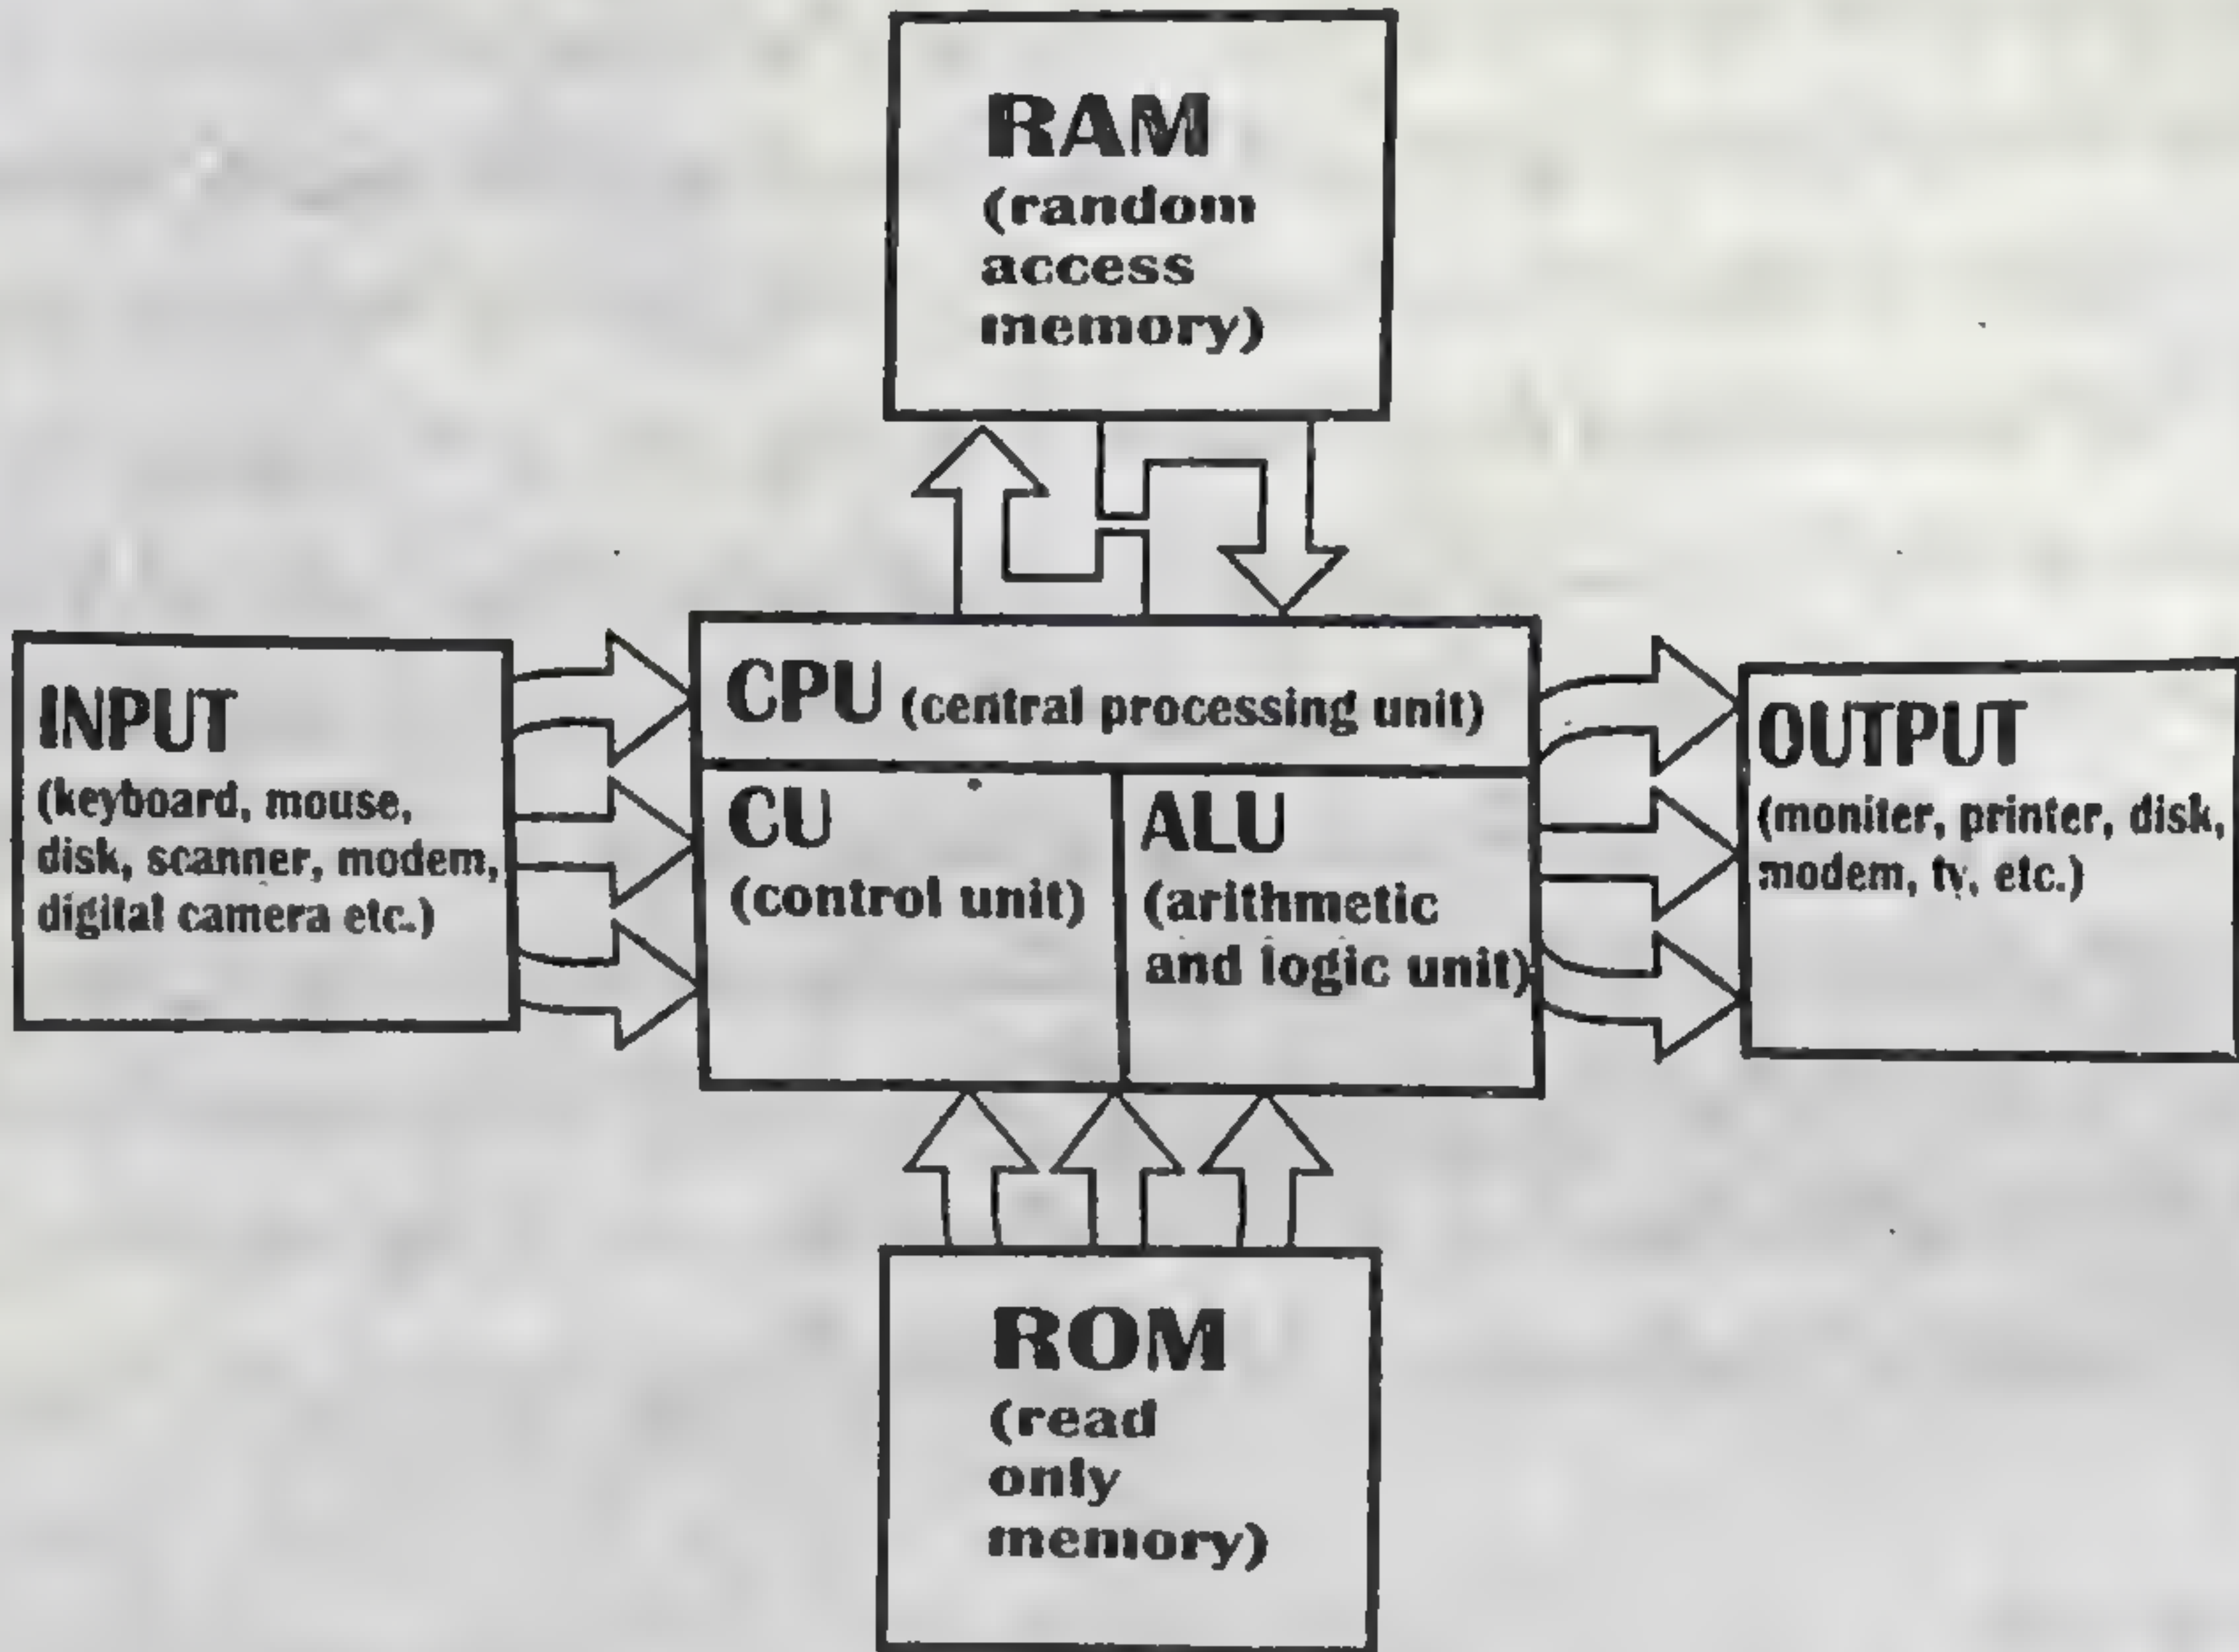 RAM
(random
access
memory)
INPUT
(keyboard, mouse,
disk, scanner, modem,
digital camera etc.)
CPU (central processing unit)
CU
(control unit)
ALU
(arithmetic
and logic unit)
OUTPUT
(moniter, printer, disk,
modem, tv, etc.)
ROM
(read
only
memory)